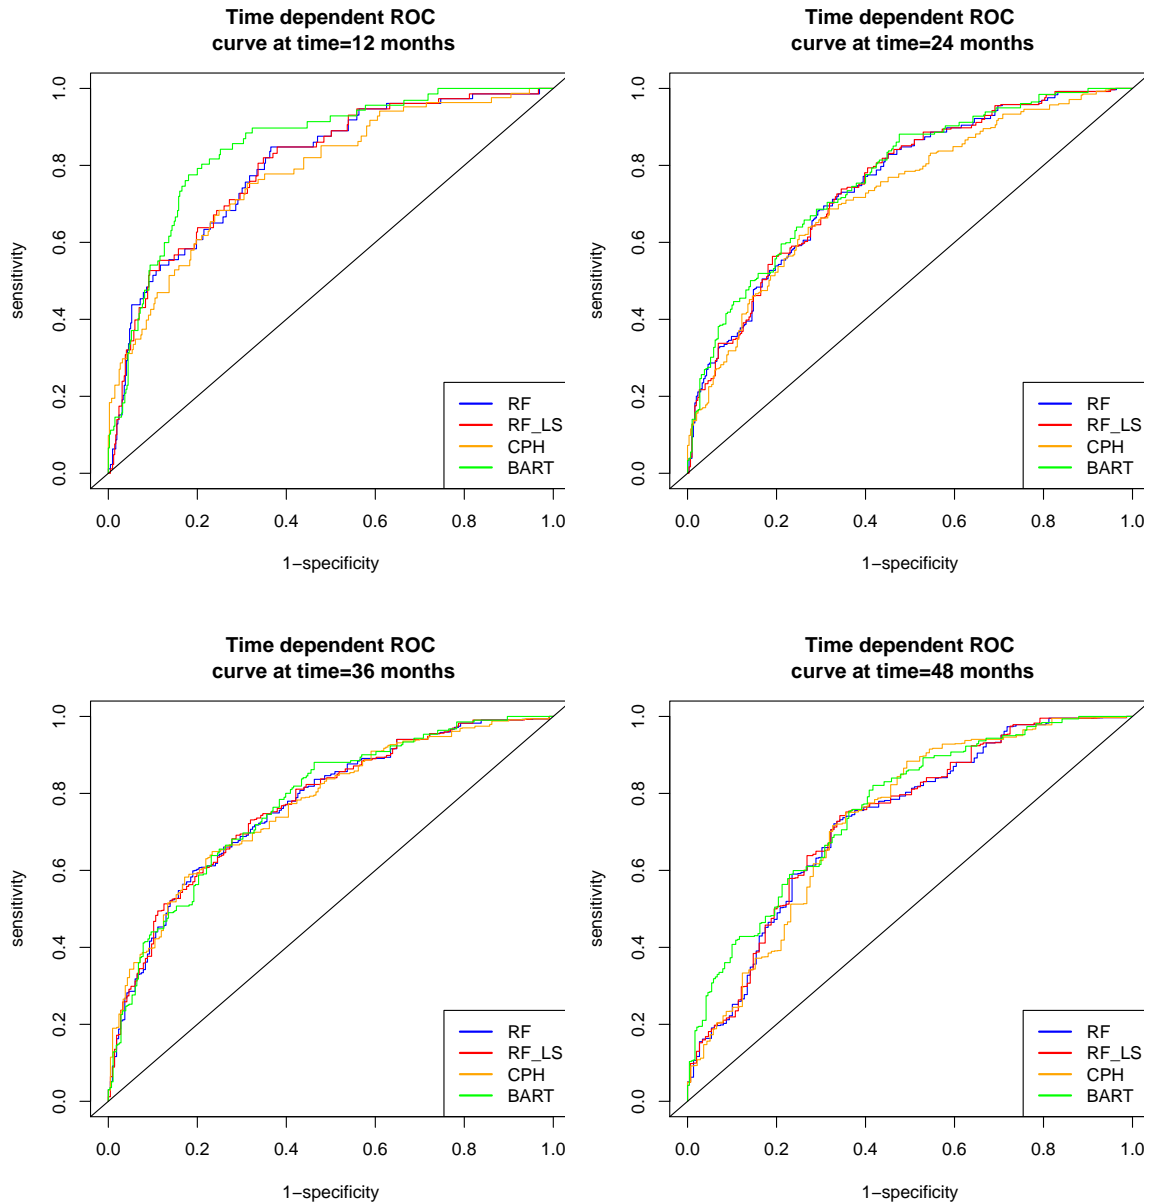 Time dependent ROC
curve at time=12 months
sensitivity
0.0 0.2 0.4 0.6 0.8 1.0
RF
RF_LS
CPH
BART
0.0 0.2 0.4 0.6 0.8 1.0
1−specificity
Time dependent ROC
curve at time=24 months
sensitivity
0.0 0.2 0.4 0.6 0.8 1.0
RF
RF_LS
CPH
BART
0.0 0.2 0.4 0.6 0.8 1.0
1−specificity
Time dependent ROC
curve at time=36 months
sensitivity
0.0 0.2 0.4 0.6 0.8 1.0
RF
RF_LS
CPH
BART
0.0 0.2 0.4 0.6 0.8 1.0
1−specificity
Time dependent ROC
curve at time=48 months
sensitivity
0.0 0.2 0.4 0.6 0.8 1.0
RF
RF_LS
CPH
BART
0.0 0.2 0.4 0.6 0.8 1.0
1−specificity